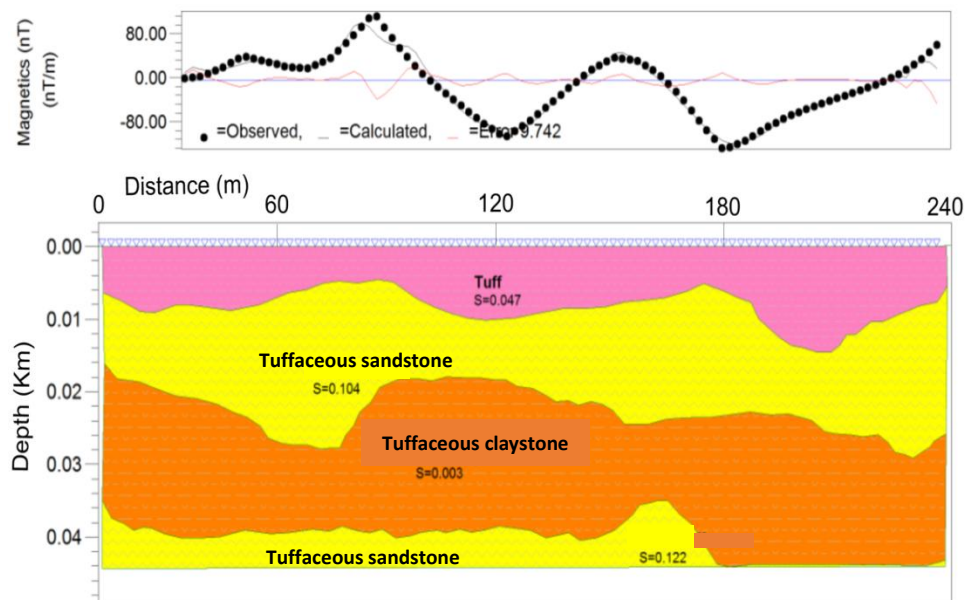 Magnetics (nT)
(nT/m)
80.00
0.00
-80.00
=Observed, =Calculated, =Error 9.742
Distance (m)
0 60 120 180 240
Depth (Km)
0.00
0.01
0.02
0.03
0.04
Tuff
S=0.047
Tuffaceous sandstone
S=0.104
Tuffaceous claystone
S=0.003
Tuffaceous sandstone
S=0.122